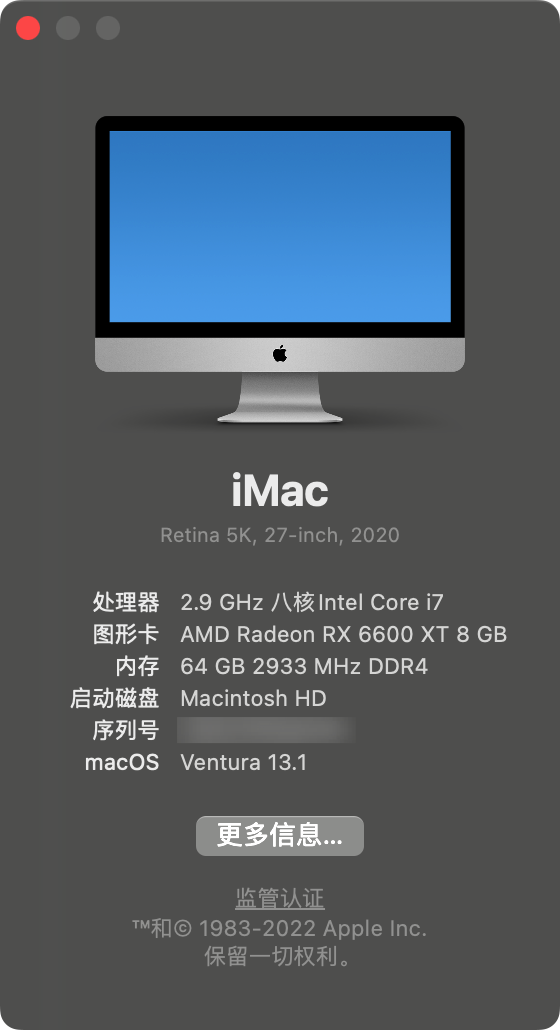 iMac
Retina 5K, 27-inch, 2020
处理器 2.9 GHz 八核Intel Core i7
图形卡 AMD Radeon RX 6600 XT 8 GB
内存 64 GB 2933 MHz DDR4
启动磁盘 Macintosh HD
序列号
macOS Ventura 13.1
更多信息...
监管认证
™和© 1983-2022 Apple Inc.
保留一切权利。